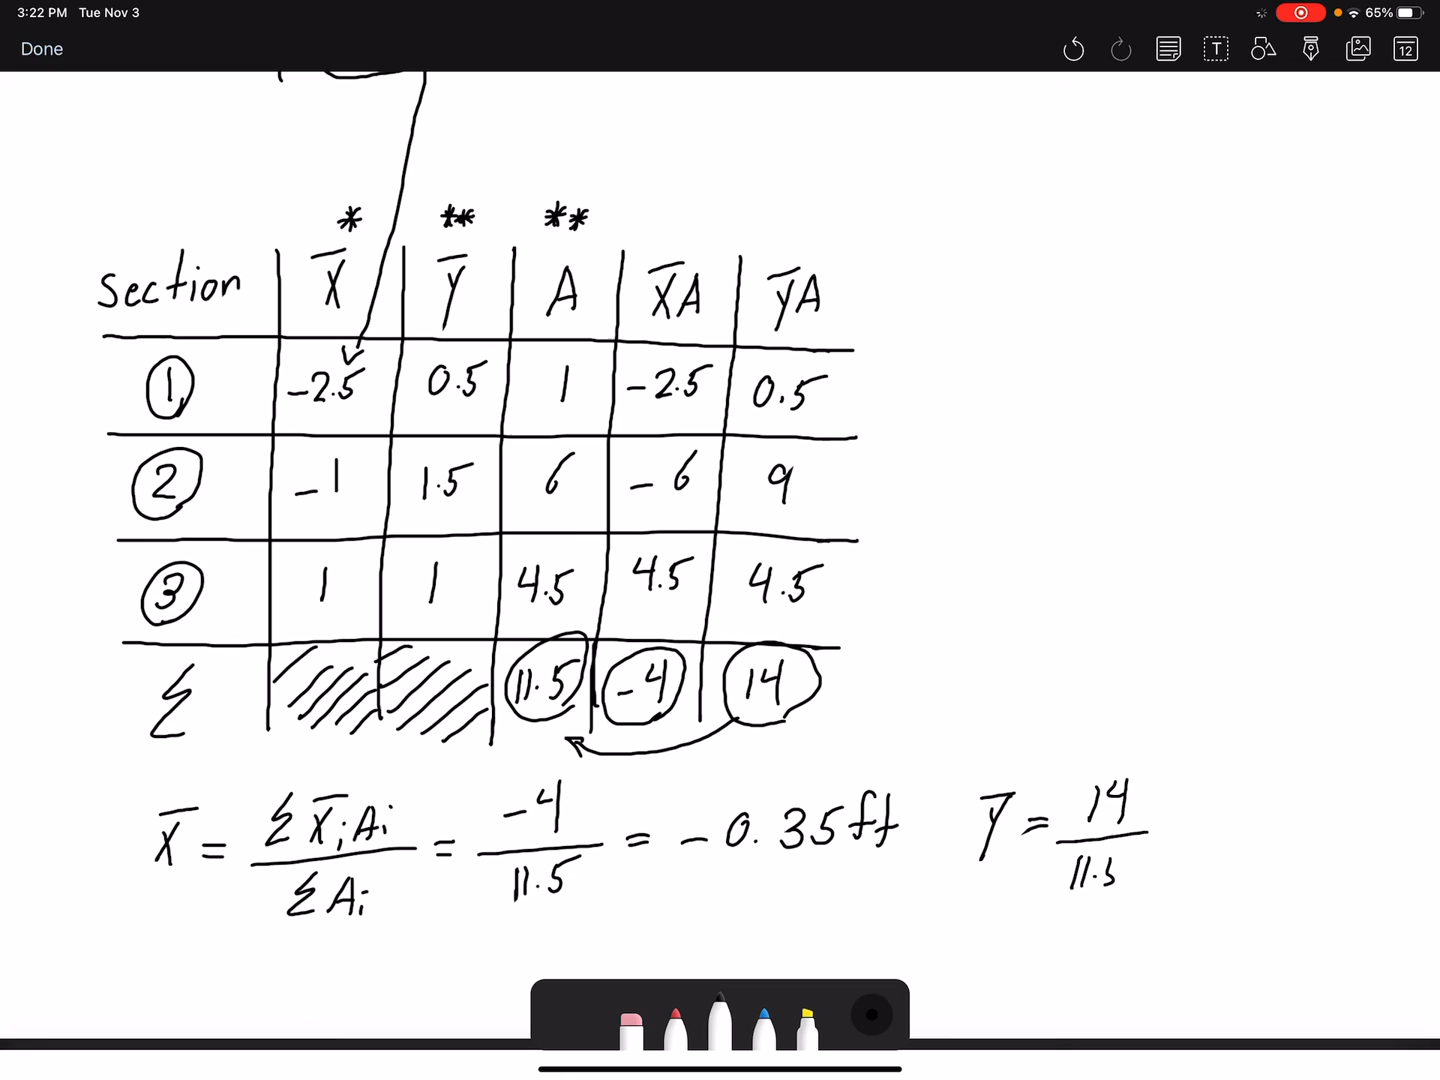 3:22 PM Tue Nov 3
65%
Done
T
12
* ** **
section X̅ Y̅ A X̅A Y̅A
1 -2.5 0.5 1 -2.5 0.5
2 -1 1.5 6 -6 9
3 1 1 4.5 4.5 4.5
Σ 11.5 -4 14
X̅ = ΣX̅iAi / ΣAi = -4 / 11.5 = -0.35 ft Y̅ = 14 / 11.5